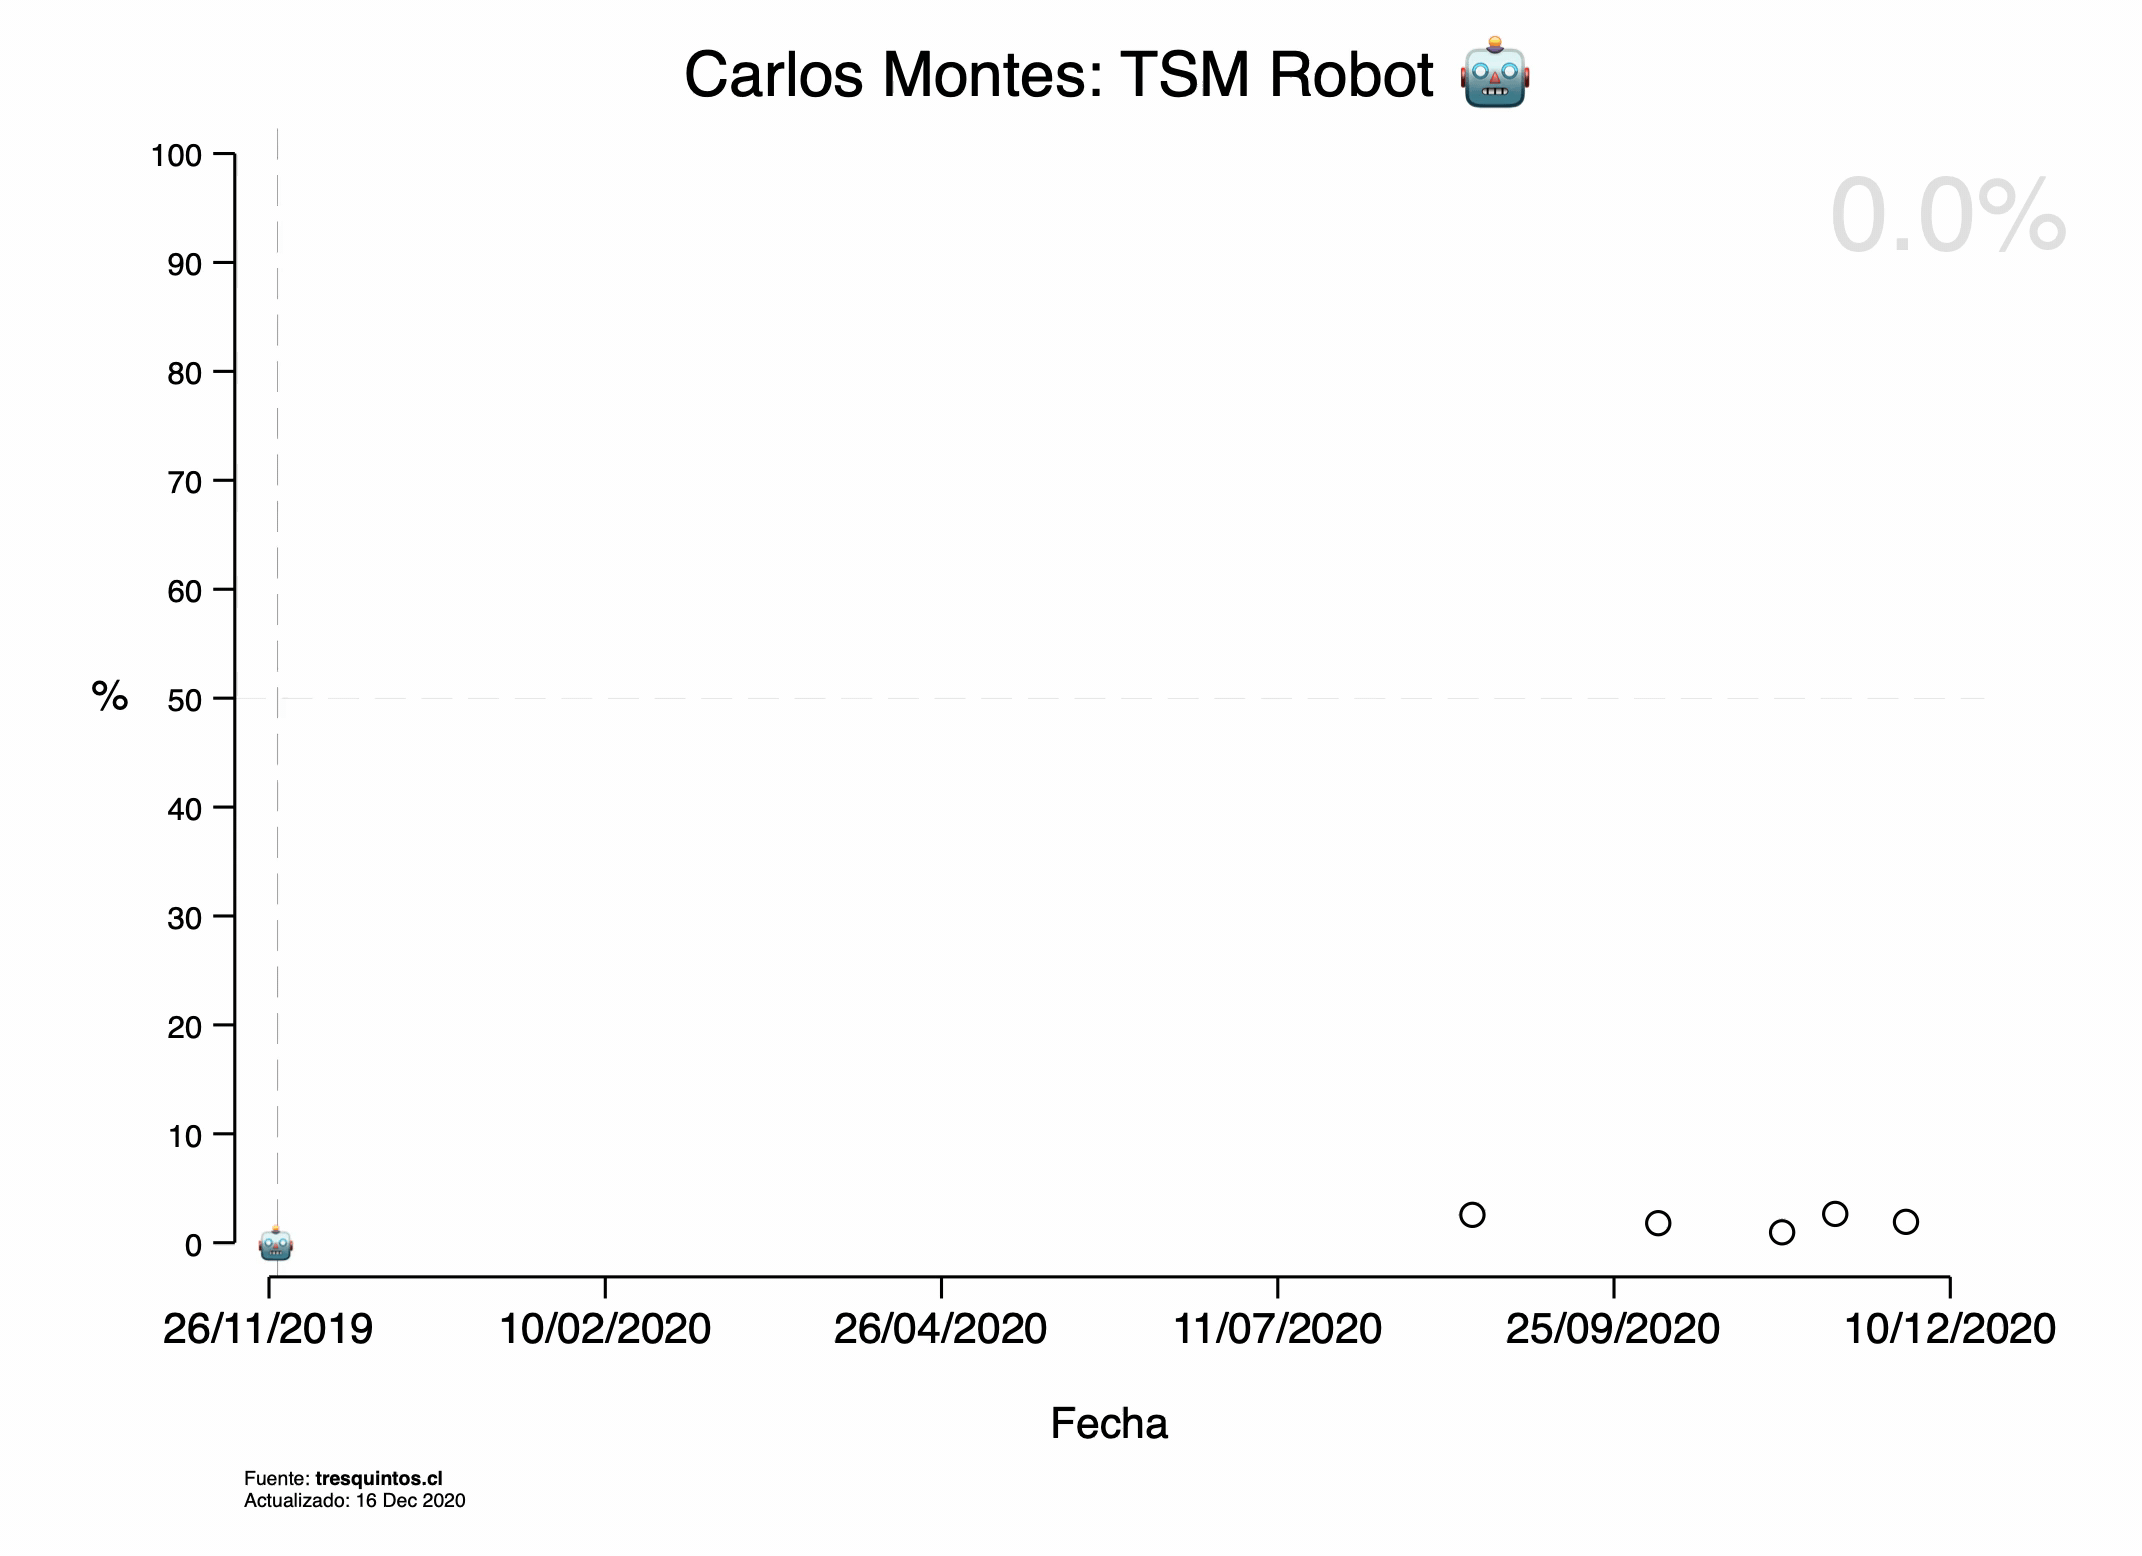 Carlos Montes: TSM Robot
0.0%
100
90
80
70
60
50
40
30
20
10
0
%
26/11/2019 10/02/2020 26/04/2020 11/07/2020 25/09/2020 10/12/2020
Fecha
Fuente: tresquintos.cl
Actualizado: 16 Dec 2020